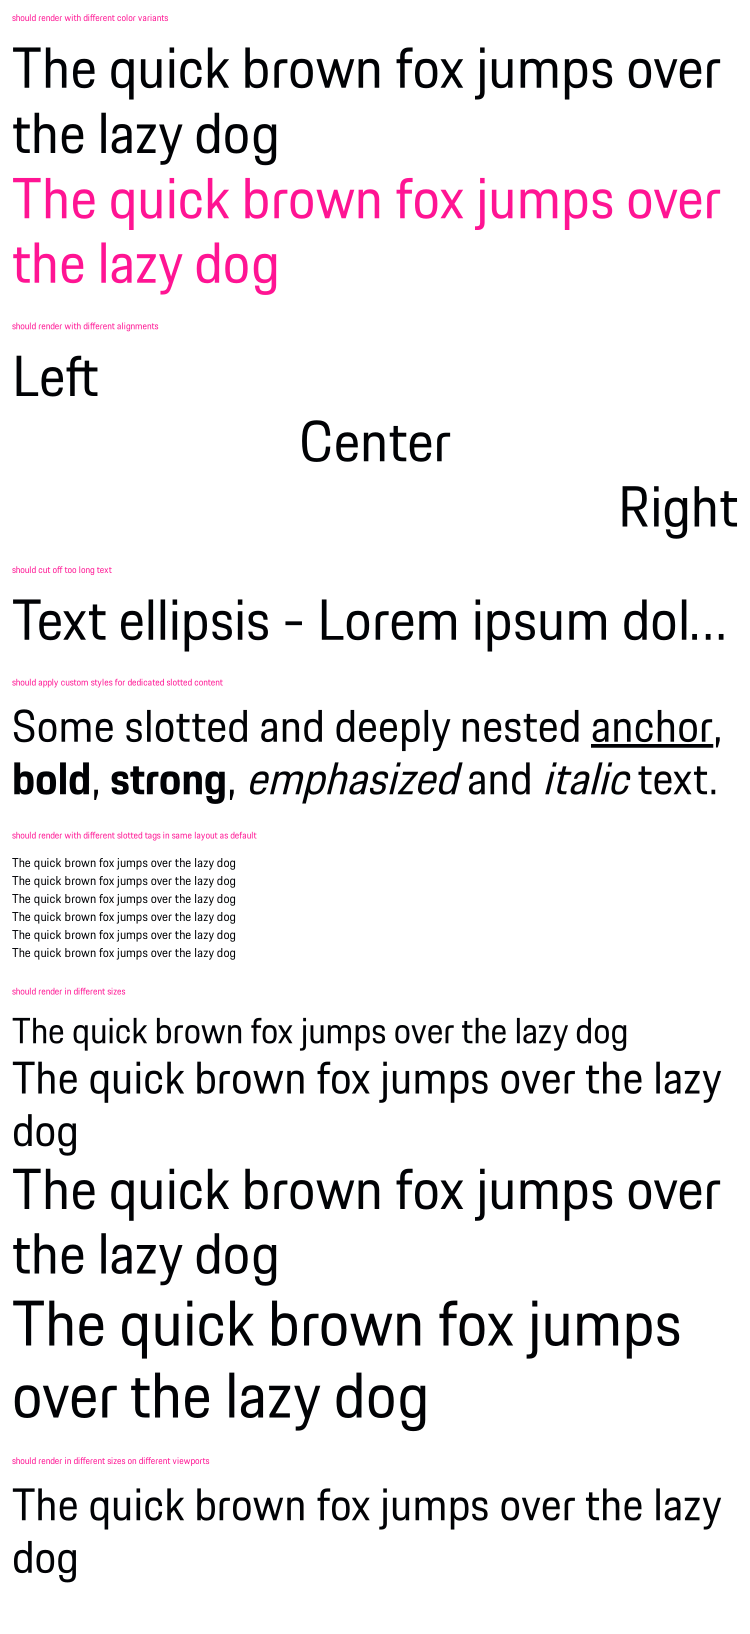 should render with different color variants
The quick brown fox jumps over
the lazy dog
The quick brown fox jumps over
the lazy dog
should render with different alignments
Left
Center
Right
should cut off too long text
Text ellipsis - Lorem ipsum dol...
should apply custom styles for dedicated slotted content
Some slotted and deeply nested anchor,
bold, strong, emphasized and italic text.
should render with different slotted tags in same layout as default
The quick brown fox jumps over the lazy dog
The quick brown fox jumps over the lazy dog
The quick brown fox jumps over the lazy dog
The quick brown fox jumps over the lazy dog
The quick brown fox jumps over the lazy dog
The quick brown fox jumps over the lazy dog
should render in different sizes
The quick brown fox jumps over the lazy dog
The quick brown fox jumps over the lazy
dog
The quick brown fox jumps over
the lazy dog
The quick brown fox jumps
over the lazy dog
should render in different sizes on different viewports
The quick brown fox jumps over the lazy
dog